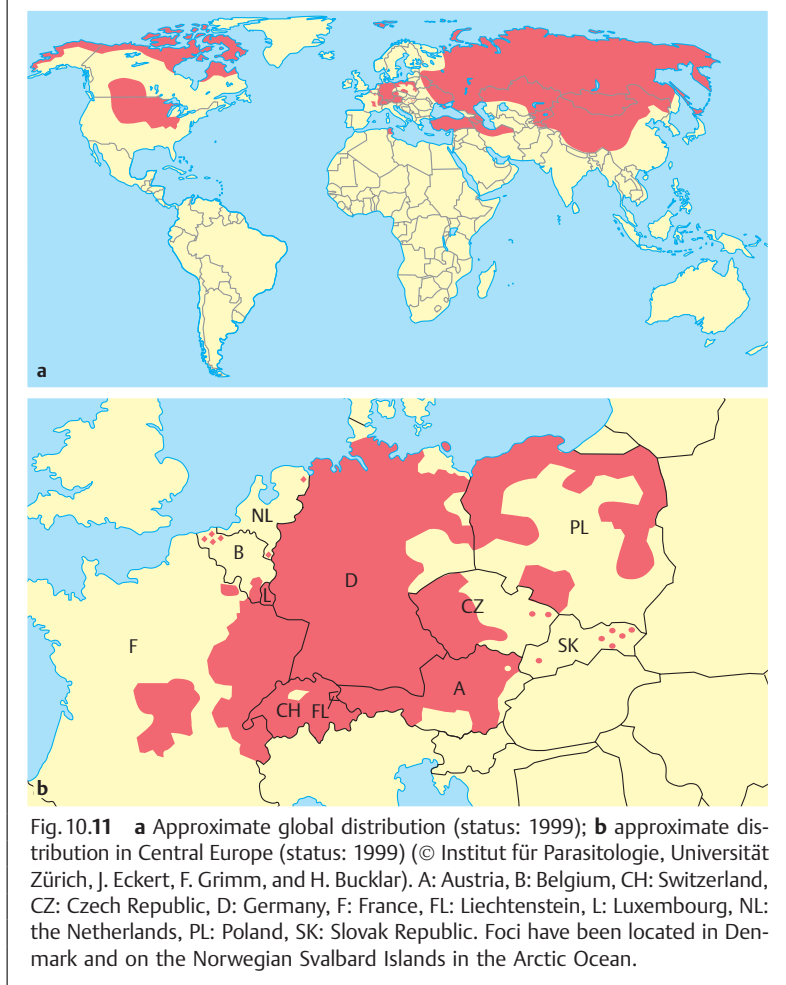 a
NL
B
D
PL
L
CZ
F
SK
A
CH FL
b
Fig. 10.11 a Approximate global distribution (status: 1999); b approximate dis-
tribution in Central Europe (status: 1999) (© Institut für Parasitologie, Universität
Zürich, J. Eckert, F. Grimm, and H. Bucklar). A: Austria, B: Belgium, CH: Switzerland,
CZ: Czech Republic, D: Germany, F: France, FL: Liechtenstein, L: Luxembourg, NL:
the Netherlands, PL: Poland, SK: Slovak Republic. Foci have been located in Den-
mark and on the Norwegian Svalbard Islands in the Arctic Ocean.